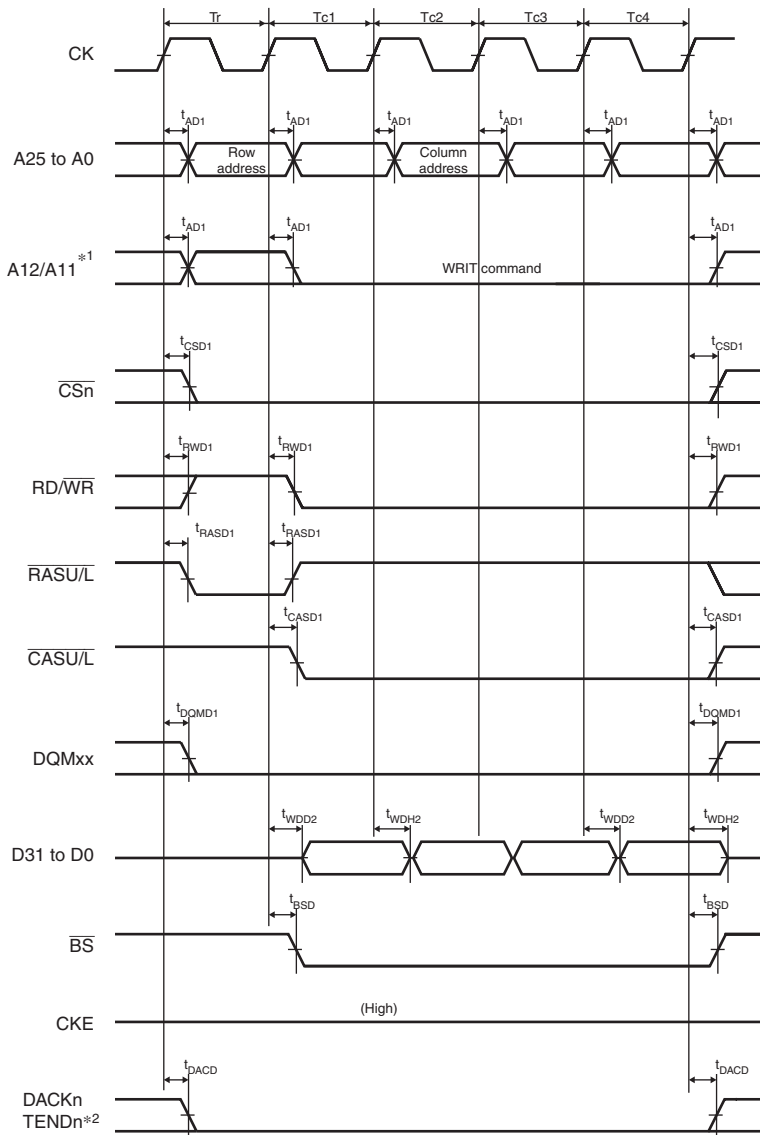 Tr Tc1 Tc2 Tc3 Tc4
CK
tAD1 tAD1 tAD1 tAD1 tAD1 tAD1
A25 to A0
Row address
Column address
tAD1 tAD1 tAD1
A12/A11 *1
WRIT command
tCSD1 tCSD1
CSn
tRWD1 tRWD1 tRWD1
RD/WR
tRASD1 tRASD1
RASU/L
tCASD1 tCASD1
CASU/L
tDQMD1 tDQMD1
DQMxx
tWDD2 tWDH2 tWDD2 tWDH2
D31 to D0
tBSD tBSD
BS
(High)
CKE
tDACD tDACD
DACKn
TENDn*2